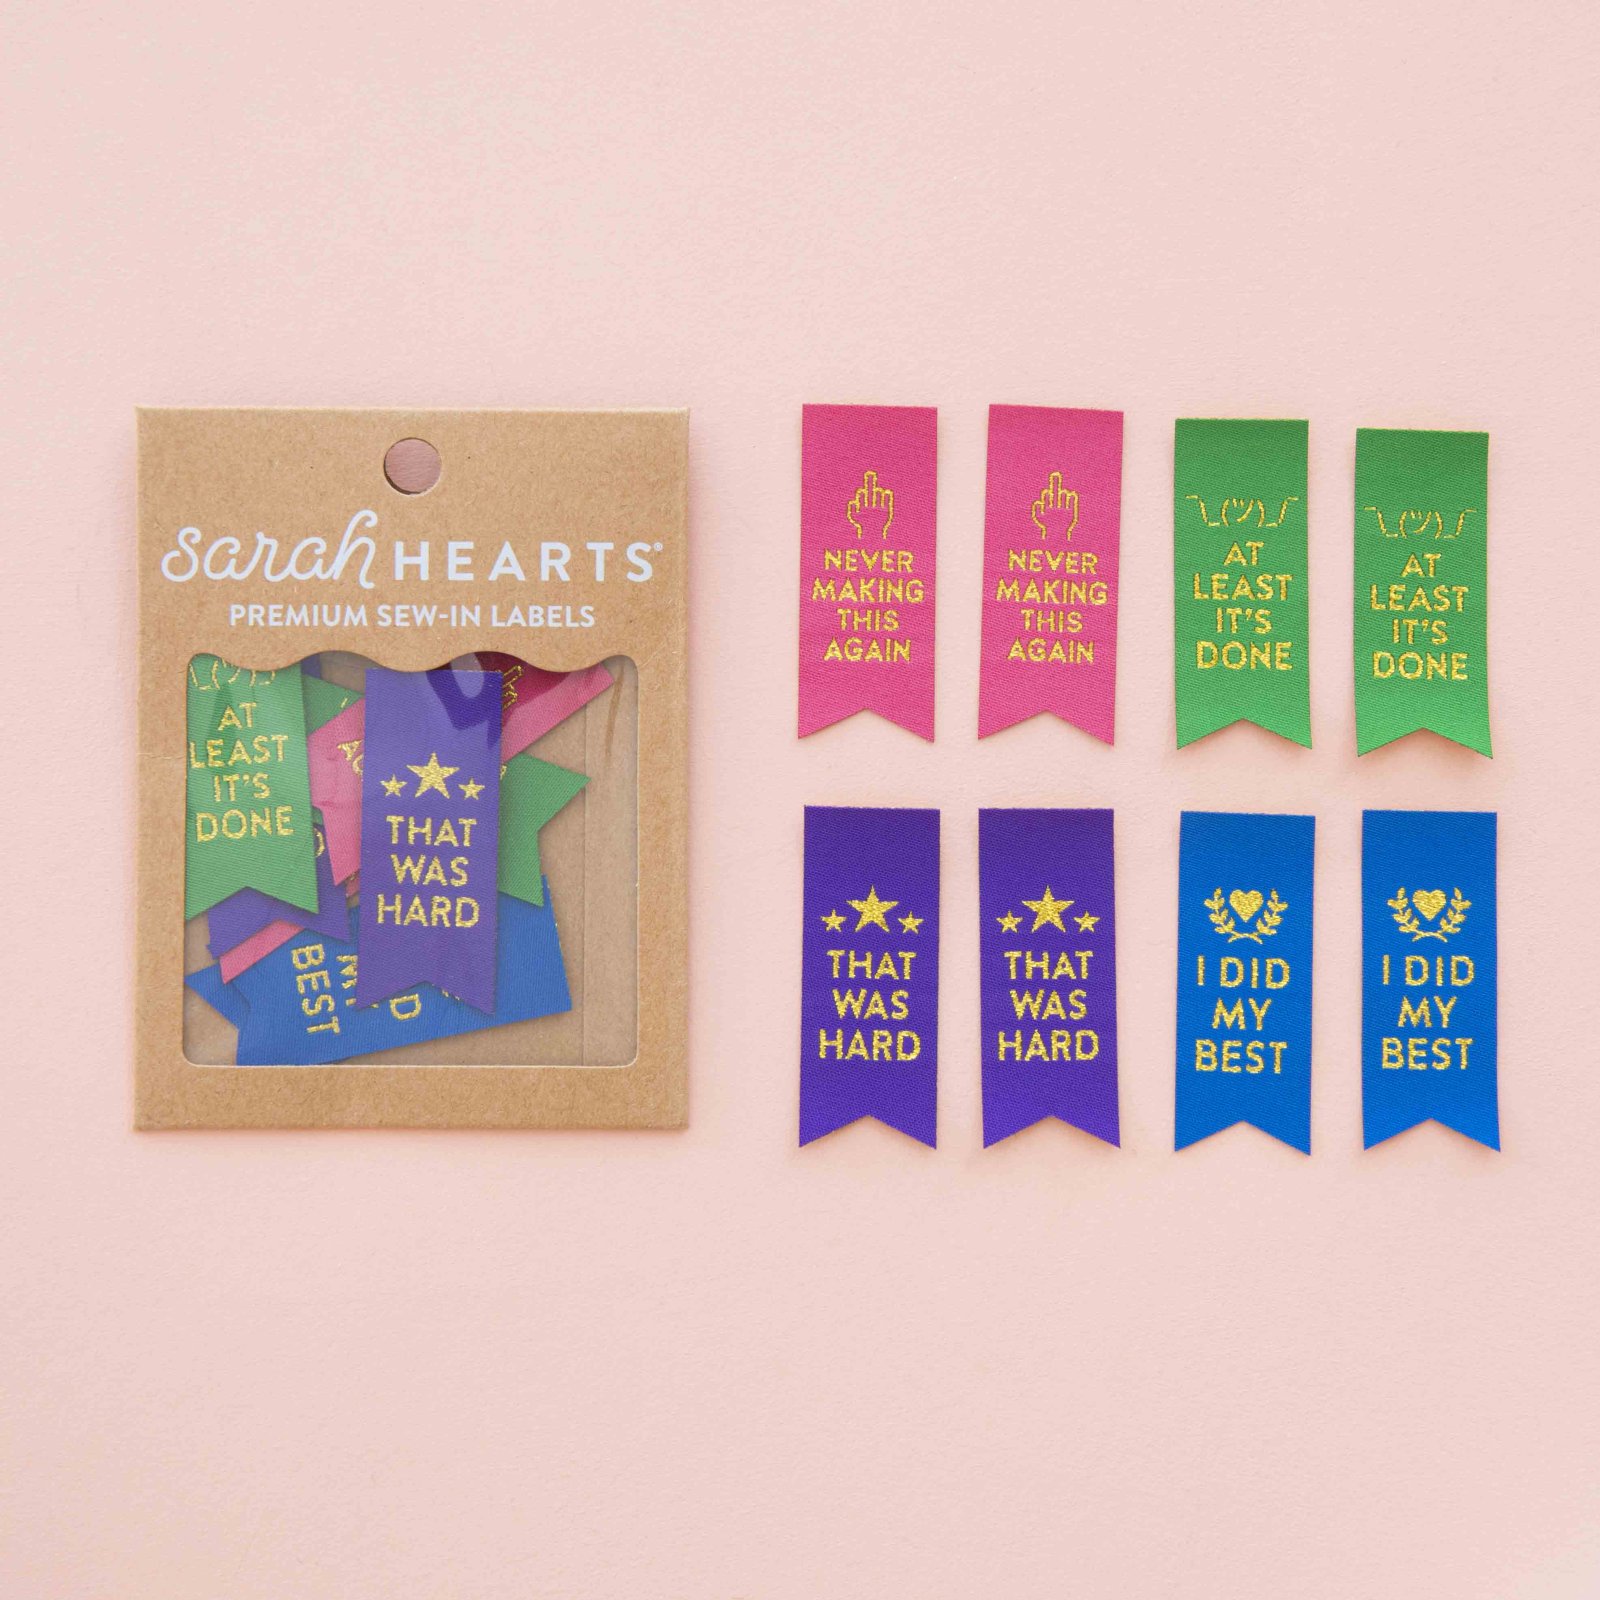 sarah HEARTS®
PREMIUM SEW-IN LABELS
¯\_(ツ)_/¯
AT
LEAST
IT'S
DONE
THAT
WAS
HARD
MY
BEST
NEVER
MAKING
THIS
AGAIN
NEVER
MAKING
THIS
AGAIN
¯\_(ツ)_/¯
AT
LEAST
IT'S
DONE
¯\_(ツ)_/¯
AT
LEAST
IT'S
DONE
THAT
WAS
HARD
THAT
WAS
HARD
I DID
MY
BEST
I DID
MY
BEST